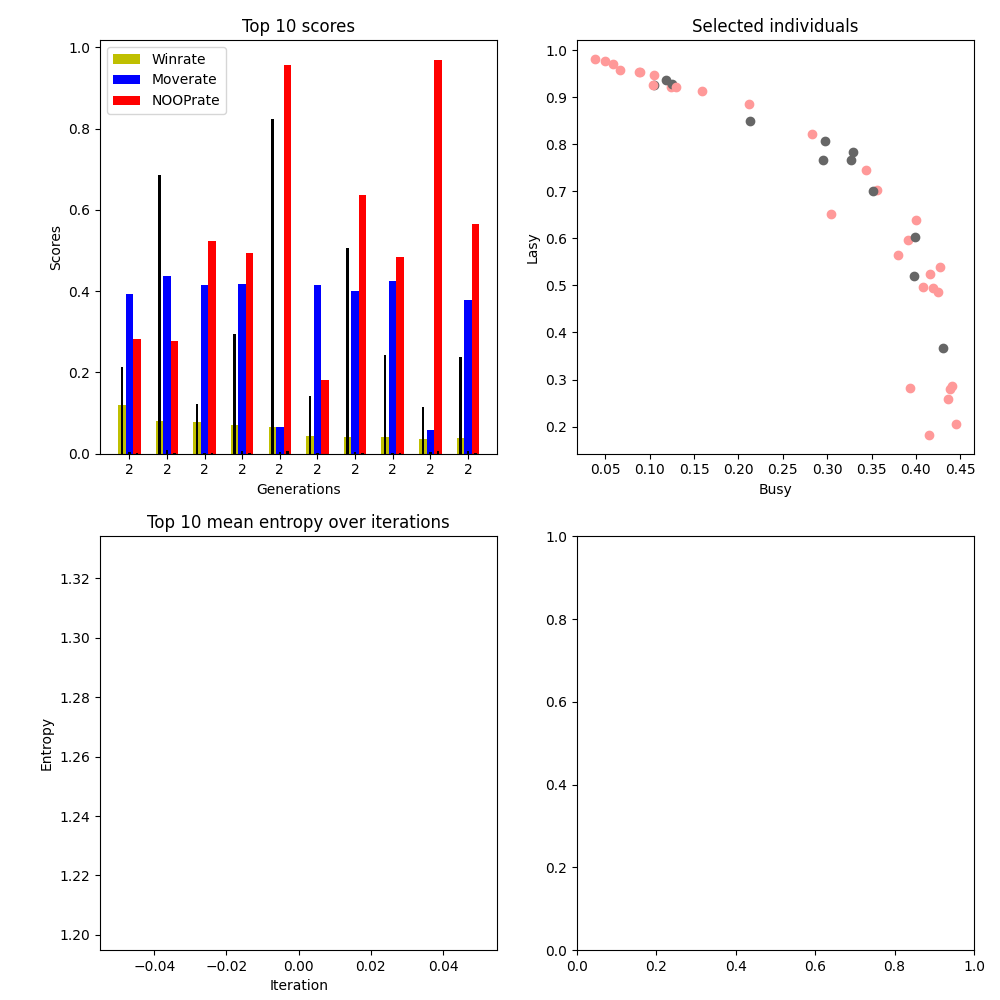 Top 10 scores
Winrate
Moverate
NOOPrate
1.0
0.8
0.6
0.4
0.2
0.0
Scores
2 2 2 2 2 2 2 2 2 2
Generations
Selected individuals
1.0
0.9
0.8
0.7
0.6
0.5
0.4
0.3
0.2
Lasy
0.05 0.10 0.15 0.20 0.25 0.30 0.35 0.40 0.45
Busy
Top 10 mean entropy over iterations
1.32
1.30
1.28
1.26
1.24
1.22
1.20
Entropy
−0.04 −0.02 0.00 0.02 0.04
Iteration
1.0
0.8
0.6
0.4
0.2
0.0
0.0 0.2 0.4 0.6 0.8 1.0